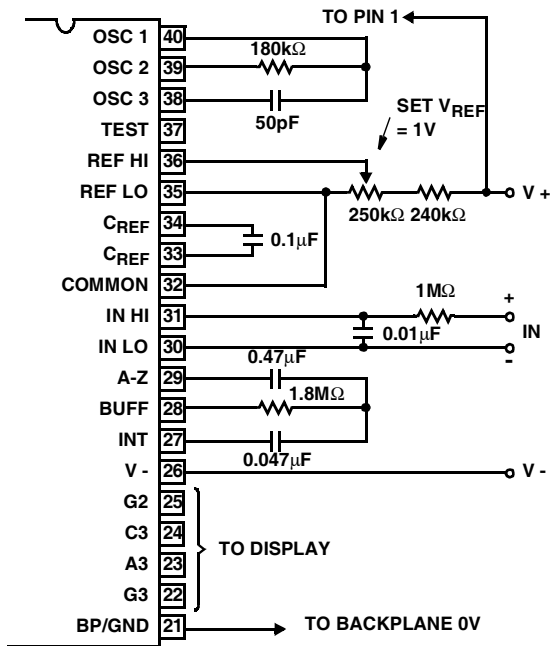 TO PIN 1
OSC 1 40
180kΩ
OSC 2 39
OSC 3 38
50pF
TEST 37
SET VREF
= 1V
REF HI 36
REF LO 35
V +
250kΩ 240kΩ
CREF 34
0.1µF
CREF 33
COMMON 32
1MΩ
IN HI 31
+
0.01µF
IN
IN LO 30
-
0.47µF
A-Z 29
1.8MΩ
BUFF 28
INT 27
0.047µF
V - 26
V -
G2 25
C3 24
TO DISPLAY
A3 23
G3 22
BP/GND 21
TO BACKPLANE 0V